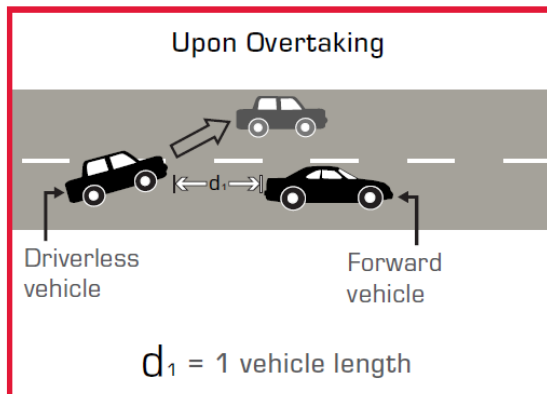 Upon Overtaking
d₁
Driverless
vehicle
Forward
vehicle
d₁ = 1 vehicle length